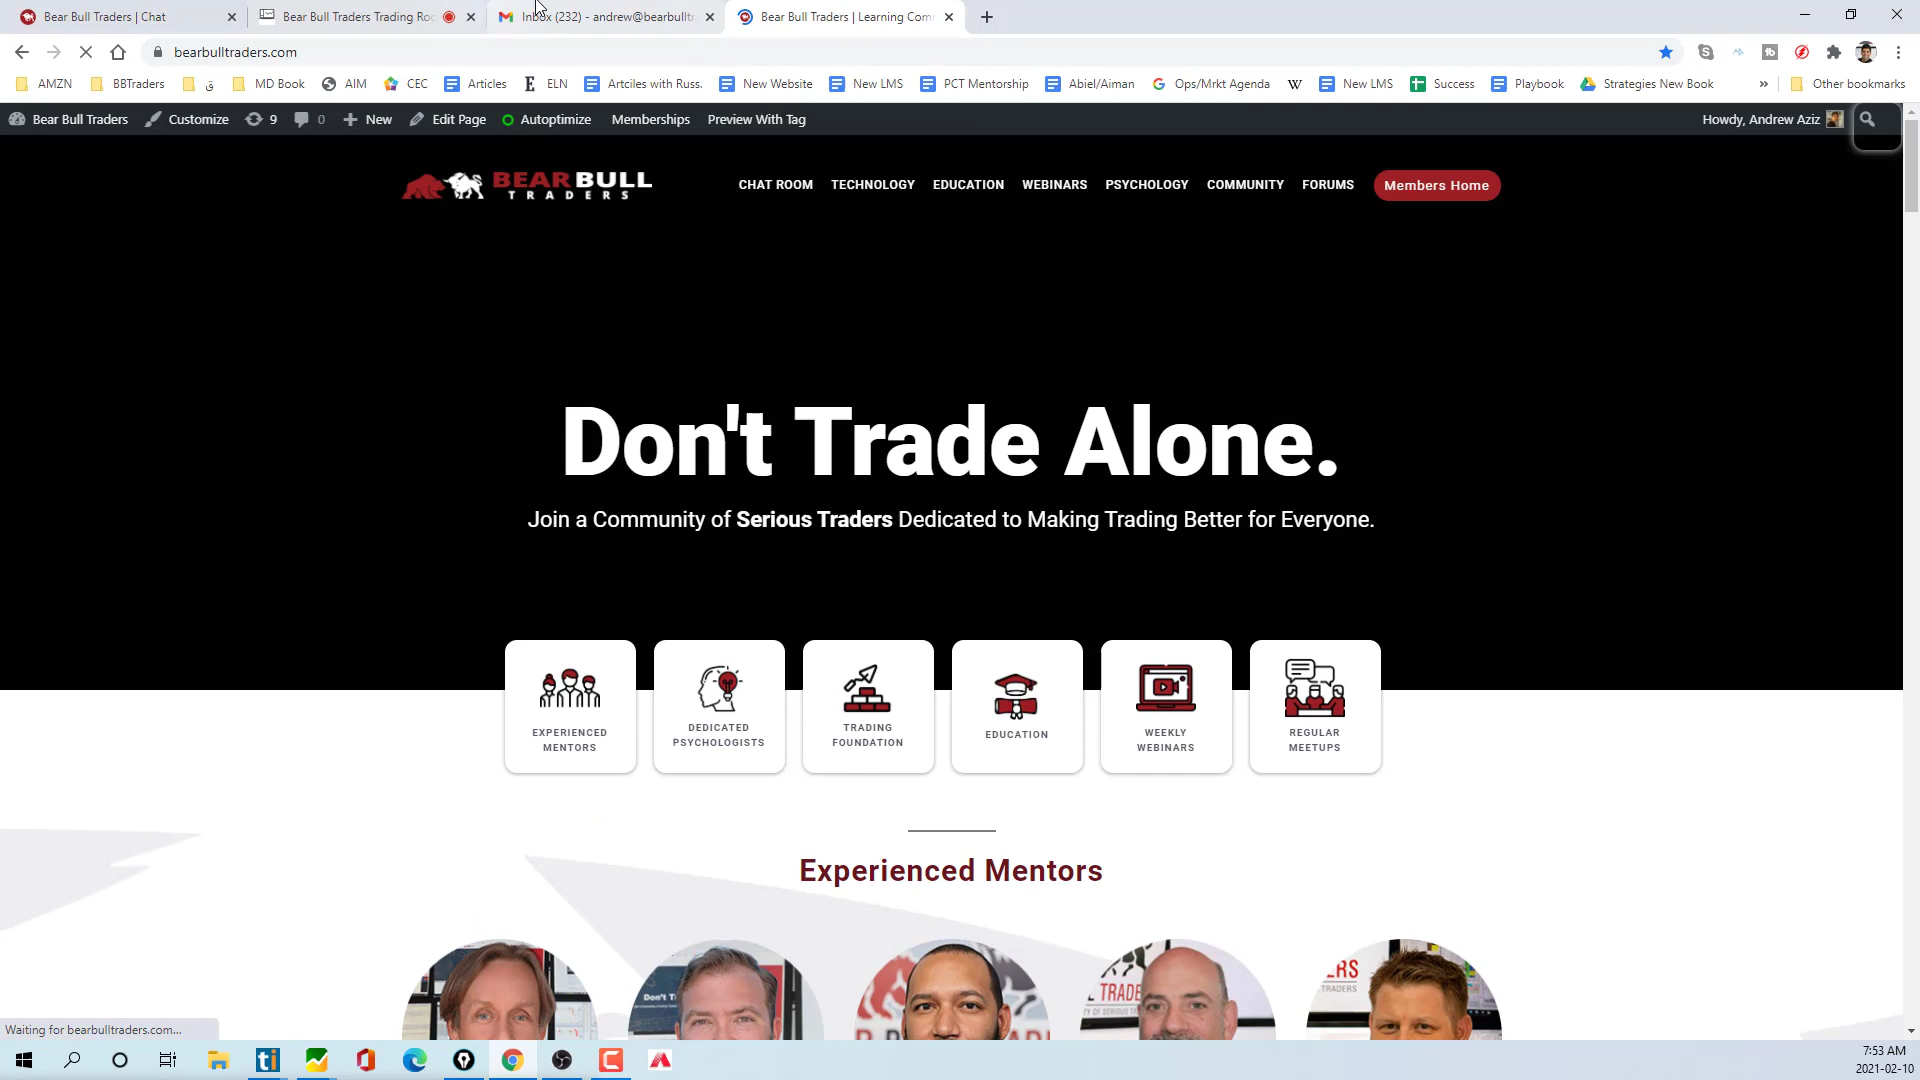 Bear Bull Traders | Chat
Bear Bull Traders Trading Roo
Inbox (232) - andrew@bearbulltr
Bear Bull Traders | Learning Comm
bearbulltraders.com
AMZN
BBTraders
ق
MD Book
AIM
CEC
Articles
ELN
Artciles with Russ.
New Website
New LMS
PCT Mentorship
Abiel/Aiman
Ops/Mrkt Agenda
W
New LMS
Success
Playbook
Strategies New Book
»
Other bookmarks
Bear Bull Traders
Customize
9
0
New
Edit Page
Autoptimize
Memberships
Preview With Tag
Howdy, Andrew Aziz
BEAR BULL
TRADERS
CHAT ROOM
TECHNOLOGY
EDUCATION
WEBINARS
PSYCHOLOGY
COMMUNITY
FORUMS
Members Home
Don't Trade Alone.
Join a Community of Serious Traders Dedicated to Making Trading Better for Everyone.
EXPERIENCED
MENTORS
DEDICATED
PSYCHOLOGISTS
TRADING
FOUNDATION
EDUCATION
WEEKLY
WEBINARS
REGULAR
MEETUPS
Experienced Mentors
Waiting for bearbulltraders.com...
7:53 AM
2021-02-10